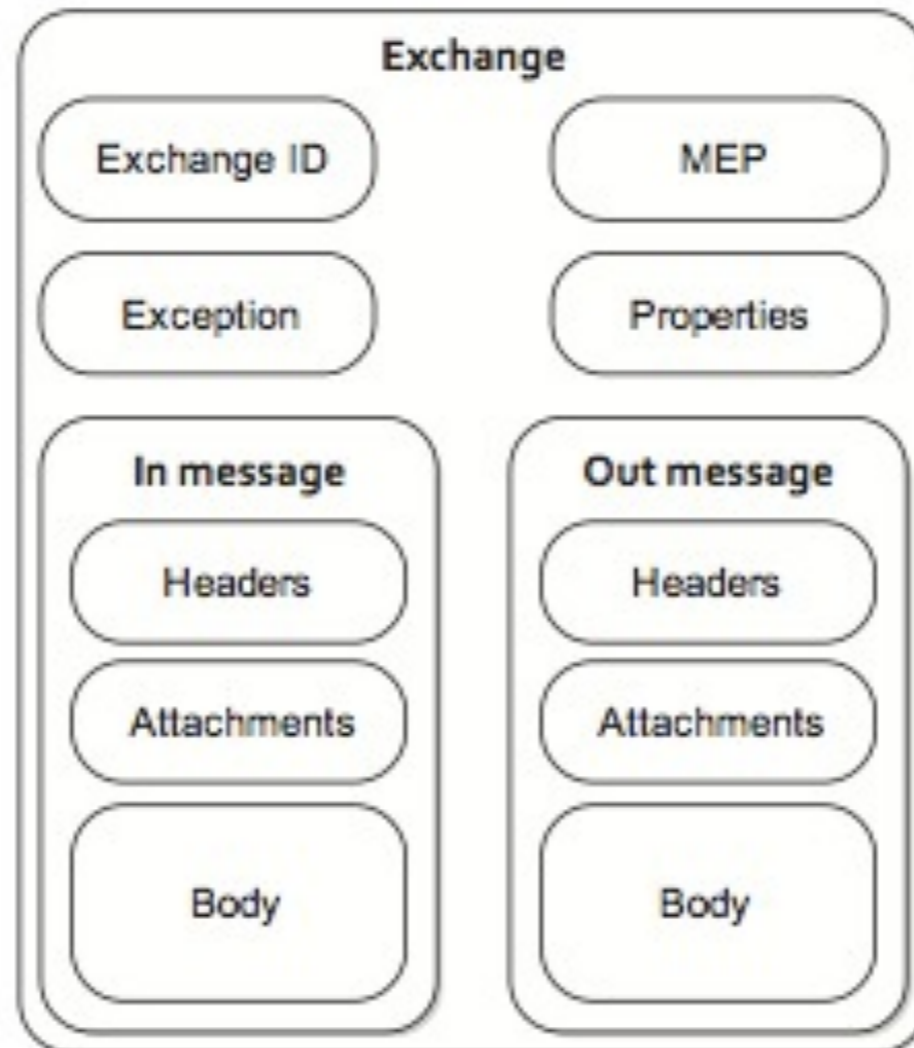 Exchange
Exchange ID
MEP
Exception
Properties
In message
Headers
Attachments
Body
Out message
Headers
Attachments
Body